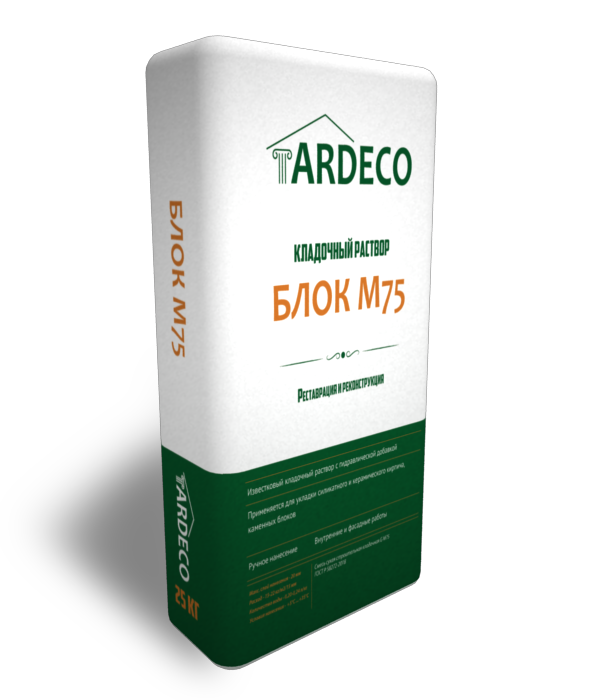 ARDECO
КЛАДОЧНЫЙ РАСТВОР
БЛОК М75
Реставрация и реконструкция
Известковый кладочный раствор с гидравлической добавкой
Применяется для укладки силикатного и керамического кирпича,
каменных блоков
Ручное нанесение
Внутренние и фасадные работы
БЛОК М75
ARDECO
25 КГ